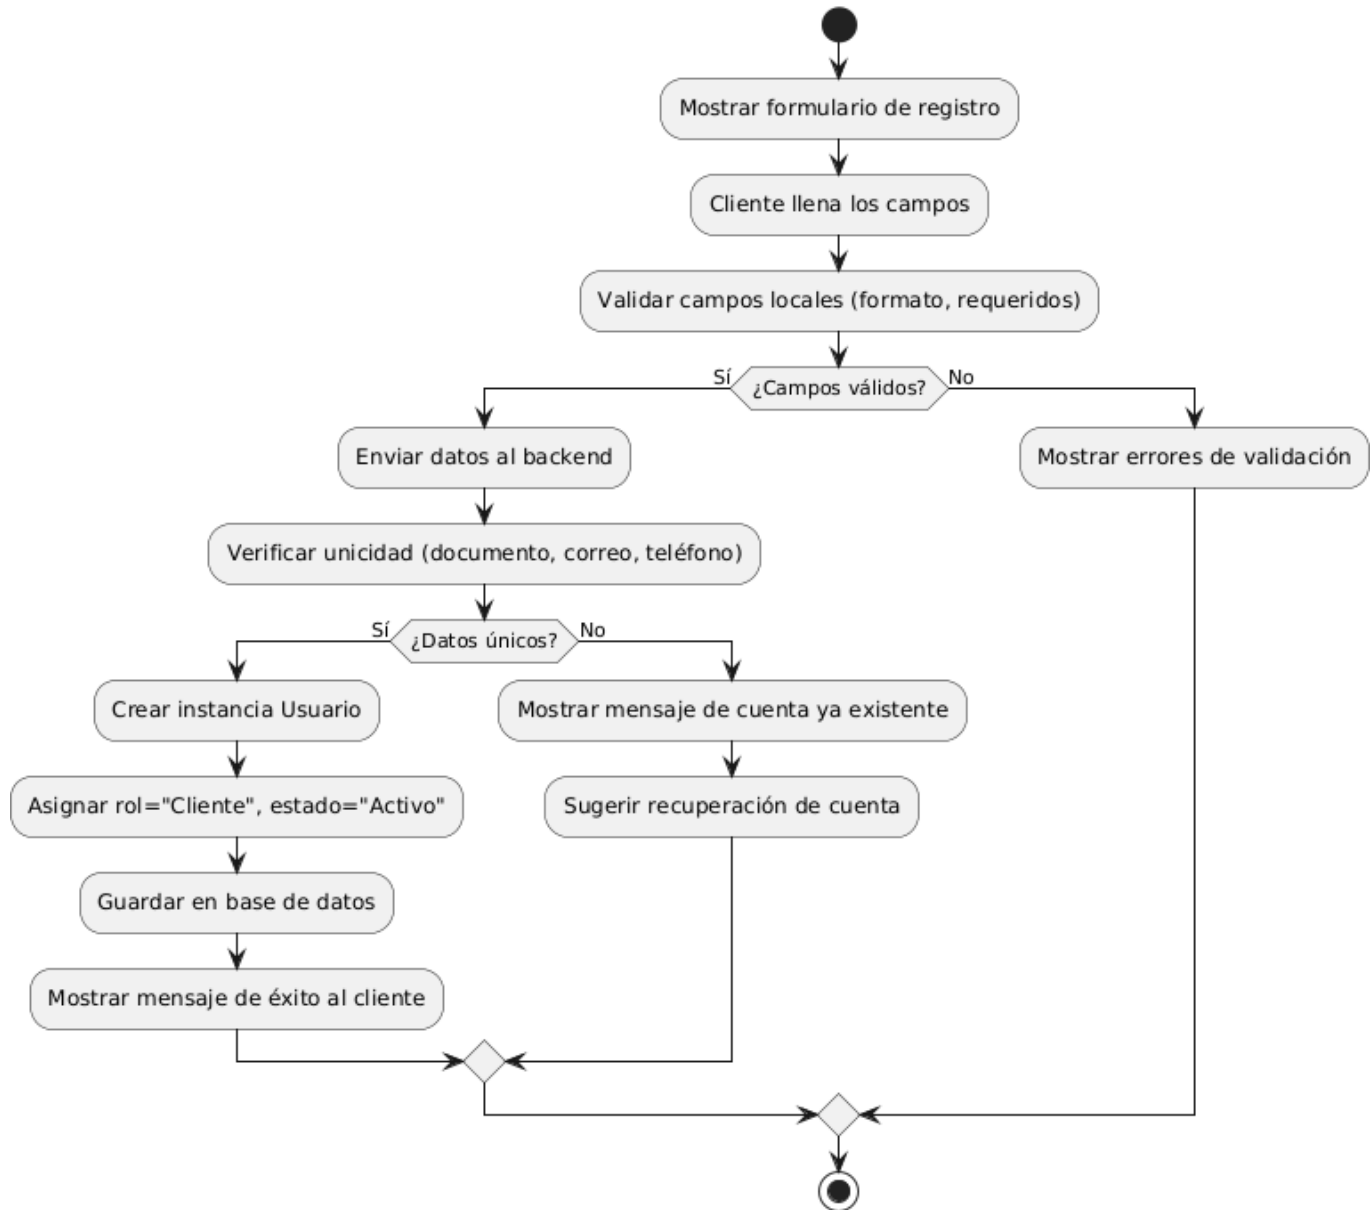 Mostrar formulario de registro
Cliente llena los campos
Validar campos locales (formato, requeridos)
Sí
¿Campos válidos?
No
Enviar datos al backend
Mostrar errores de validación
Verificar unicidad (documento, correo, teléfono)
Sí
¿Datos únicos?
No
Crear instancia Usuario
Mostrar mensaje de cuenta ya existente
Asignar rol="Cliente", estado="Activo"
Sugerir recuperación de cuenta
Guardar en base de datos
Mostrar mensaje de éxito al cliente